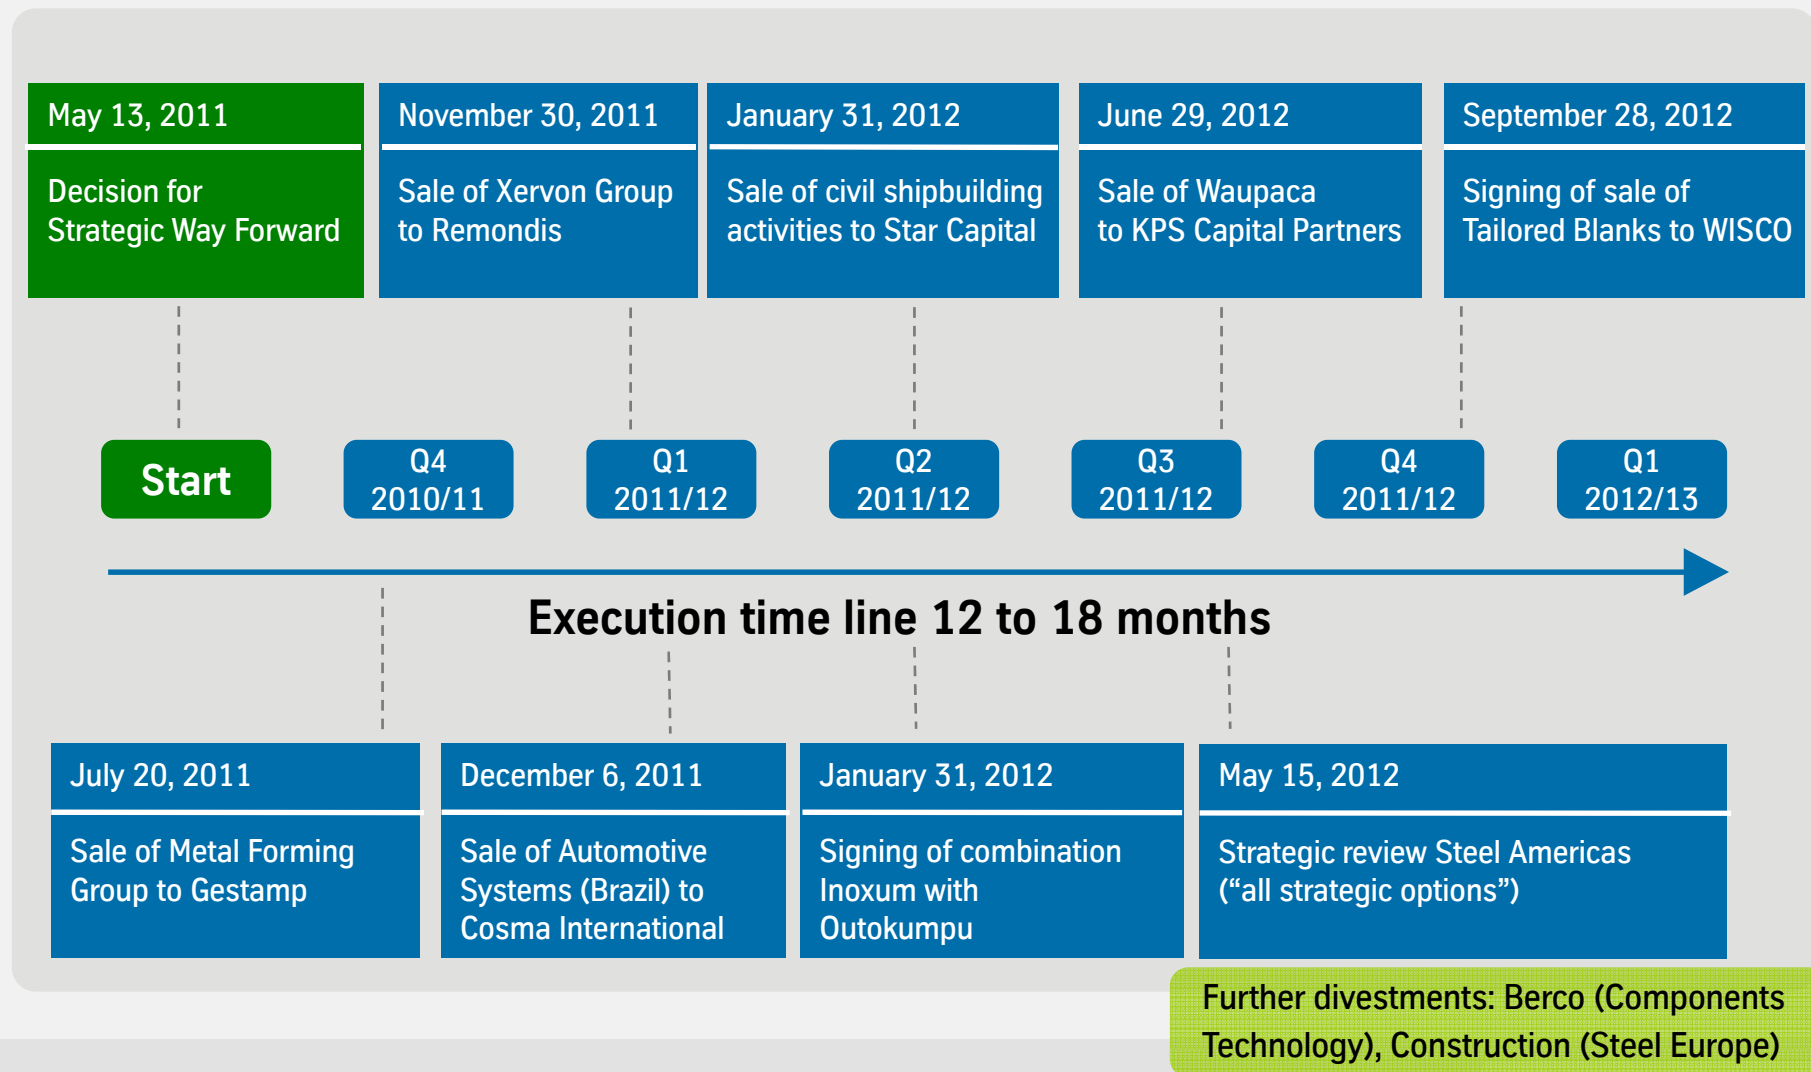 May 13, 2011
Decision for
Strategic Way Forward
November 30, 2011
Sale of Xervon Group
to Remondis
January 31, 2012
Sale of civil shipbuilding
activities to Star Capital
June 29, 2012
Sale of Waupaca
to KPS Capital Partners
September 28, 2012
Signing of sale of
Tailored Blanks to WISCO
Start
Q4
2010/11
Q1
2011/12
Q2
2011/12
Q3
2011/12
Q4
2011/12
Q1
2012/13
Execution time line 12 to 18 months
July 20, 2011
Sale of Metal Forming
Group to Gestamp
December 6, 2011
Sale of Automotive
Systems (Brazil) to
Cosma International
January 31, 2012
Signing of combination
Inoxum with
Outokumpu
May 15, 2012
Strategic review Steel Americas
(“all strategic options”)
Further divestments: Berco (Components
Technology), Construction (Steel Europe)